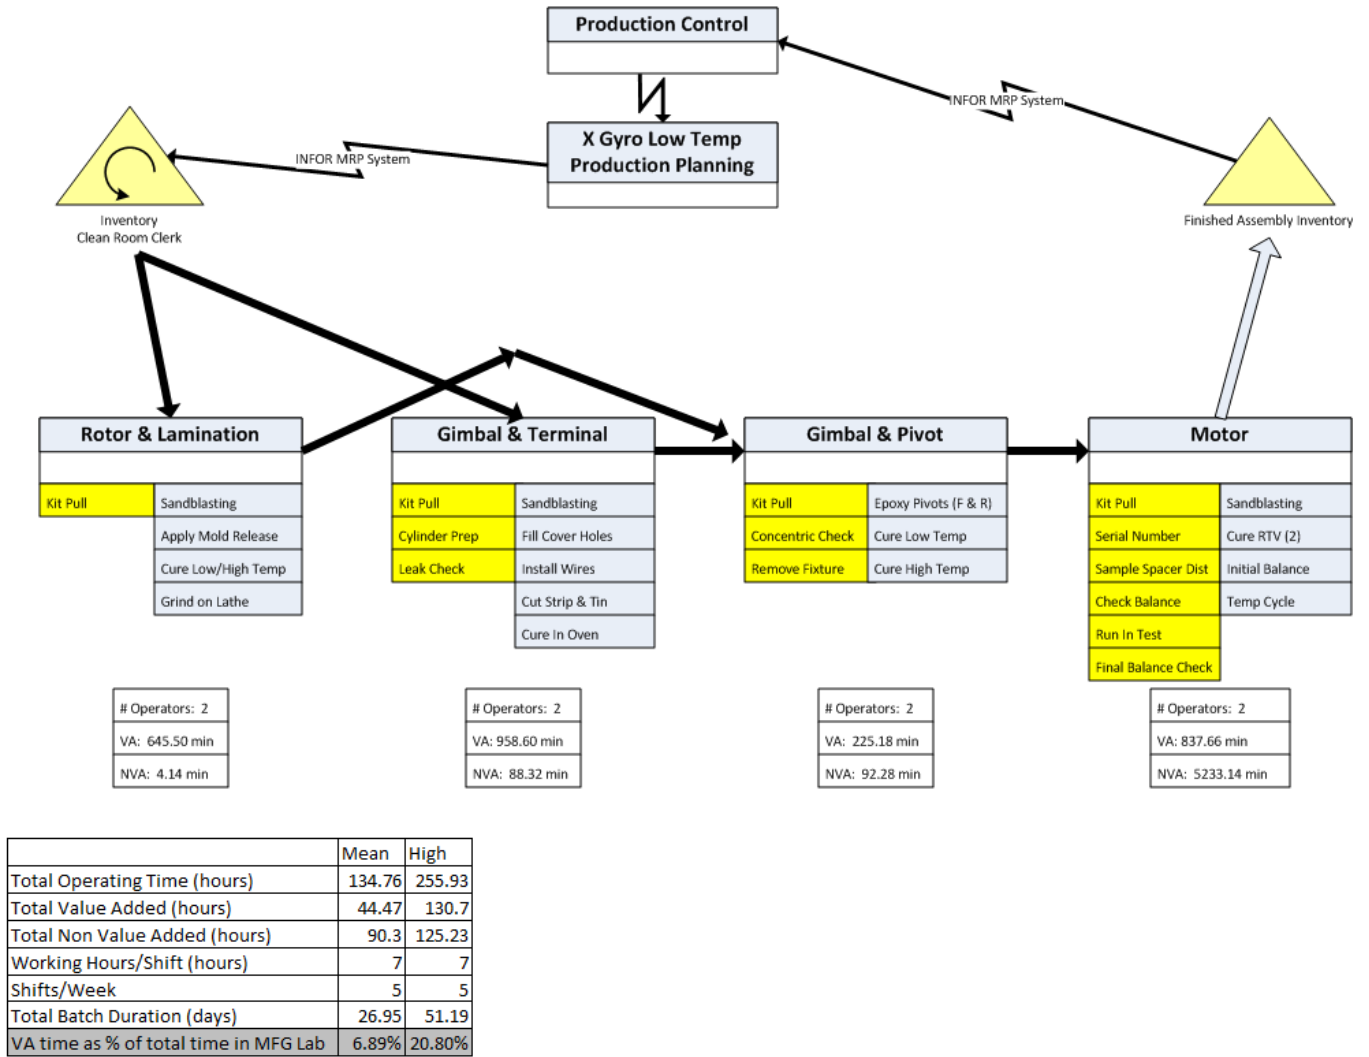 Production Control
INFOR MRP System
X Gyro Low Temp
Production Planning
INFOR MRP System
Inventory
Clean Room Clerk
Finished Assembly Inventory
Rotor & Lamination
Kit Pull
Sandblasting
Apply Mold Release
Cure Low/High Temp
Grind on Lathe
# Operators: 2
VA: 645.50 min
NVA: 4.14 min
Gimbal & Terminal
Kit Pull
Sandblasting
Cylinder Prep
Fill Cover Holes
Leak Check
Install Wires
Cut Strip & Tin
Cure In Oven
# Operators: 2
VA: 958.60 min
NVA: 88.32 min
Gimbal & Pivot
Kit Pull
Epoxy Pivots (F & R)
Concentric Check
Cure Low Temp
Remove Fixture
Cure High Temp
# Operators: 2
VA: 225.18 min
NVA: 92.28 min
Motor
Kit Pull
Sandblasting
Serial Number
Cure RTV (2)
Sample Spacer Dist
Initial Balance
Check Balance
Temp Cycle
Run In Test
Final Balance Check
# Operators: 2
VA: 837.66 min
NVA: 5233.14 min
Mean High
Total Operating Time (hours) 134.76 255.93
Total Value Added (hours) 44.47 130.7
Total Non Value Added (hours) 90.3 125.23
Working Hours/Shift (hours) 7 7
Shifts/Week 5 5
Total Batch Duration (days) 26.95 51.19
VA time as % of total time in MFG Lab 6.89% 20.80%